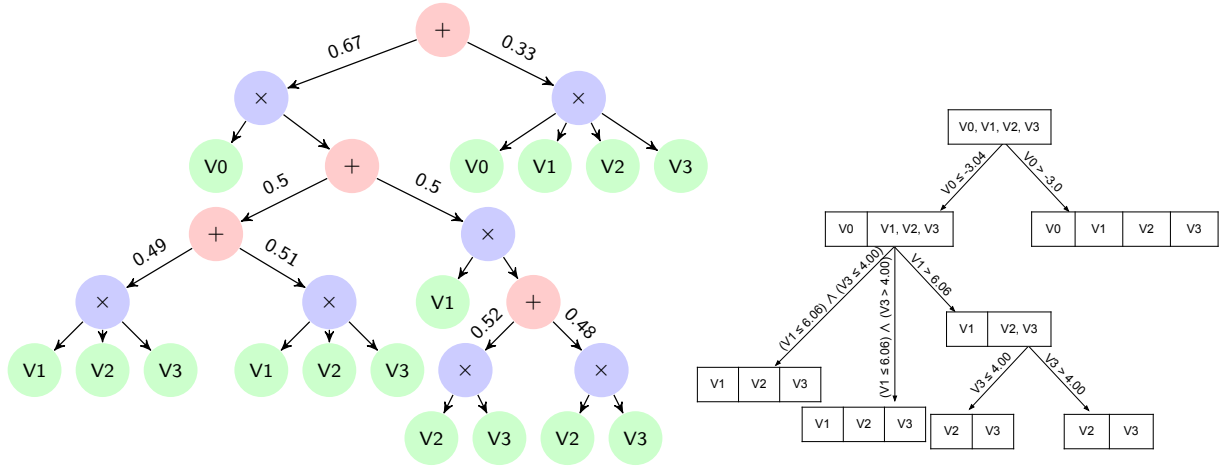 +
0.67
0.33
×
×
V0
+
V0
V1
V2
V3
0.5
0.5
+
×
0.49
0.51
×
×
V1
+
V1
V2
V3
V1
V2
V3
0.52
0.48
×
×
V2
V3
V2
V3
V0, V1, V2, V3
V0 ≤ -3.04
V0 > -3.0
V0
V1, V2, V3
V0
V1
V2
V3
(V1 ≤ 6.06) ∧ (V3 ≤ 4.00)
(V1 ≤ 6.06) ∧ (V3 > 4.00)
V1 > 6.06
V1
V2, V3
V1
V2
V3
V1
V2
V3
V3 ≤ 4.00
V3 > 4.00
V2
V3
V2
V3